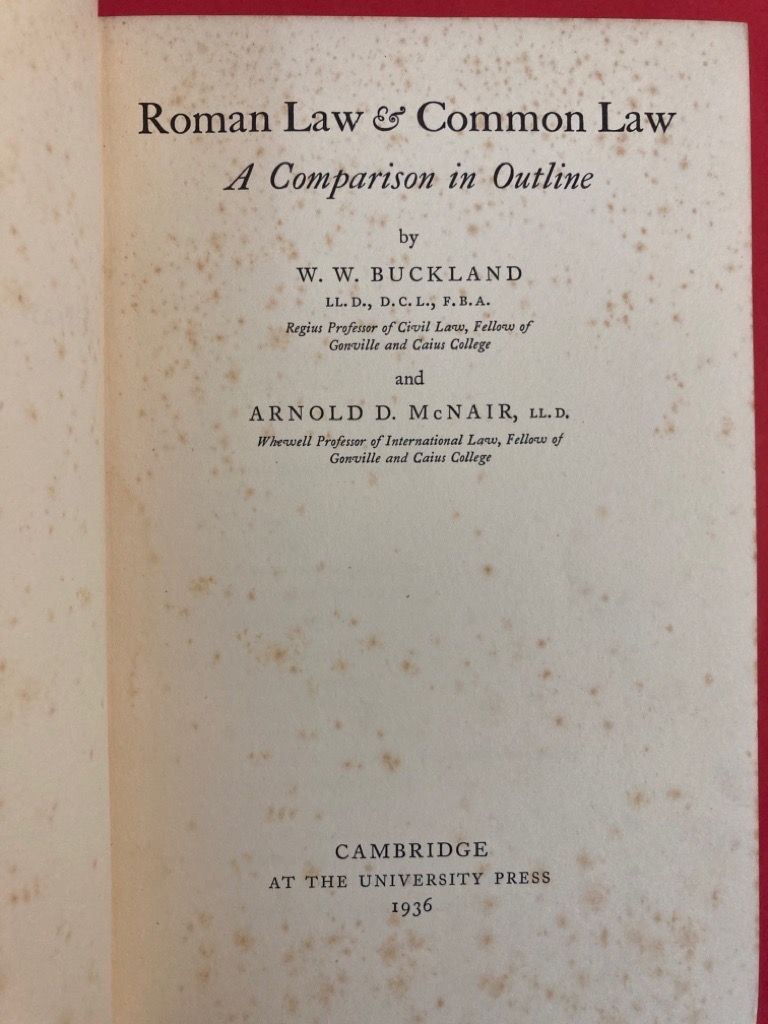 Roman Law & Common Law
A Comparison in Outline
by
W. W. BUCKLAND
LL.D., D.C.L., F.B.A.
Regius Professor of Civil Law, Fellow of
Gonville and Caius College
and
ARNOLD D. McNAIR, LL.D.
Whewell Professor of International Law, Fellow of
Gonville and Caius College
CAMBRIDGE
AT THE UNIVERSITY PRESS
1936